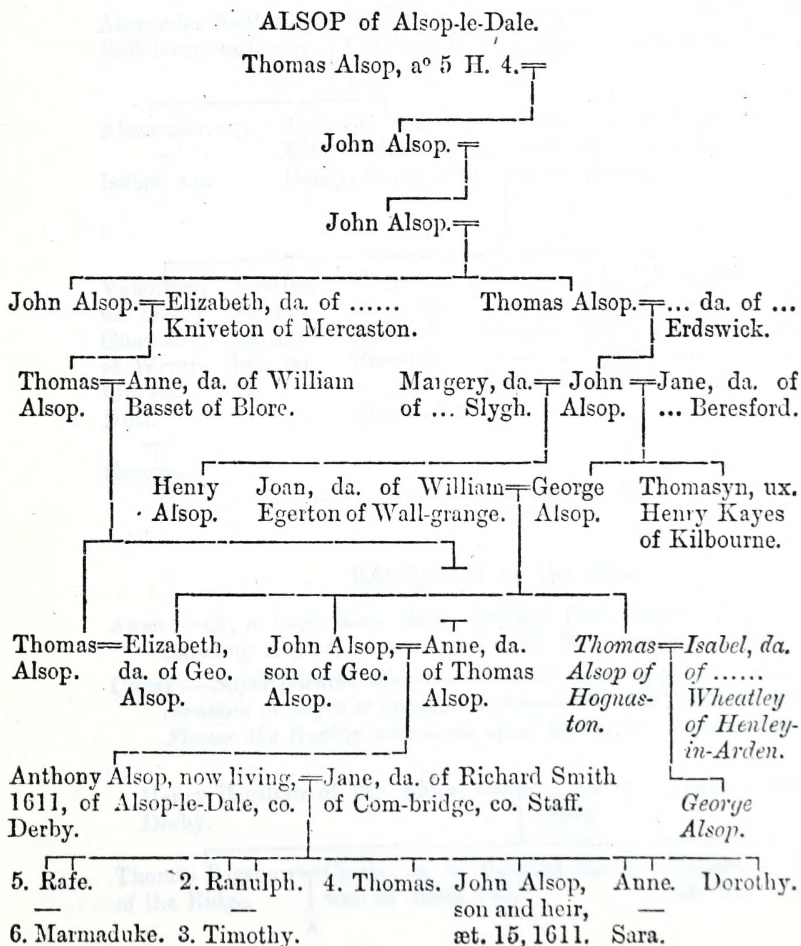 ALSOP of Alsop-le-Dale.
Thomas Alsop, aº 5 H. 4.
John Alsop.
John Alsop.
John Alsop. Elizabeth, da. of ...... Thomas Alsop. ... da. of ...
Kniveton of Mercaston. Erdswick.
Thomas Anne, da. of William Margery, da. John Jane, da. of
Alsop. Basset of Blore. of ... Slygh. Alsop. ... Beresford.
Henry Joan, da. of William George Thomasyn, ux.
Alsop. Egerton of Wall-grange. Alsop. Henry Kayes
of Kilbourne.
Thomas Elizabeth, John Alsop, Anne, da. Thomas Isabel, da.
Alsop. da. of Geo. son of Geo. of Thomas Alsop of of ......
Alsop. Alsop. Alsop. Hognas- Wheatley
ton. of Henley-
in-Arden.
Anthony Alsop, now living, Jane, da. of Richard Smith
1611, of Alsop-le-Dale, co. of Com-bridge, co. Staff. George
Derby. Alsop.
5. Rafe. 2. Ranulph. 4. Thomas. John Alsop, Anne. Dorothy.
son and heir,
6. Marmaduke. 3. Timothy. æt. 15, 1611. Sara.